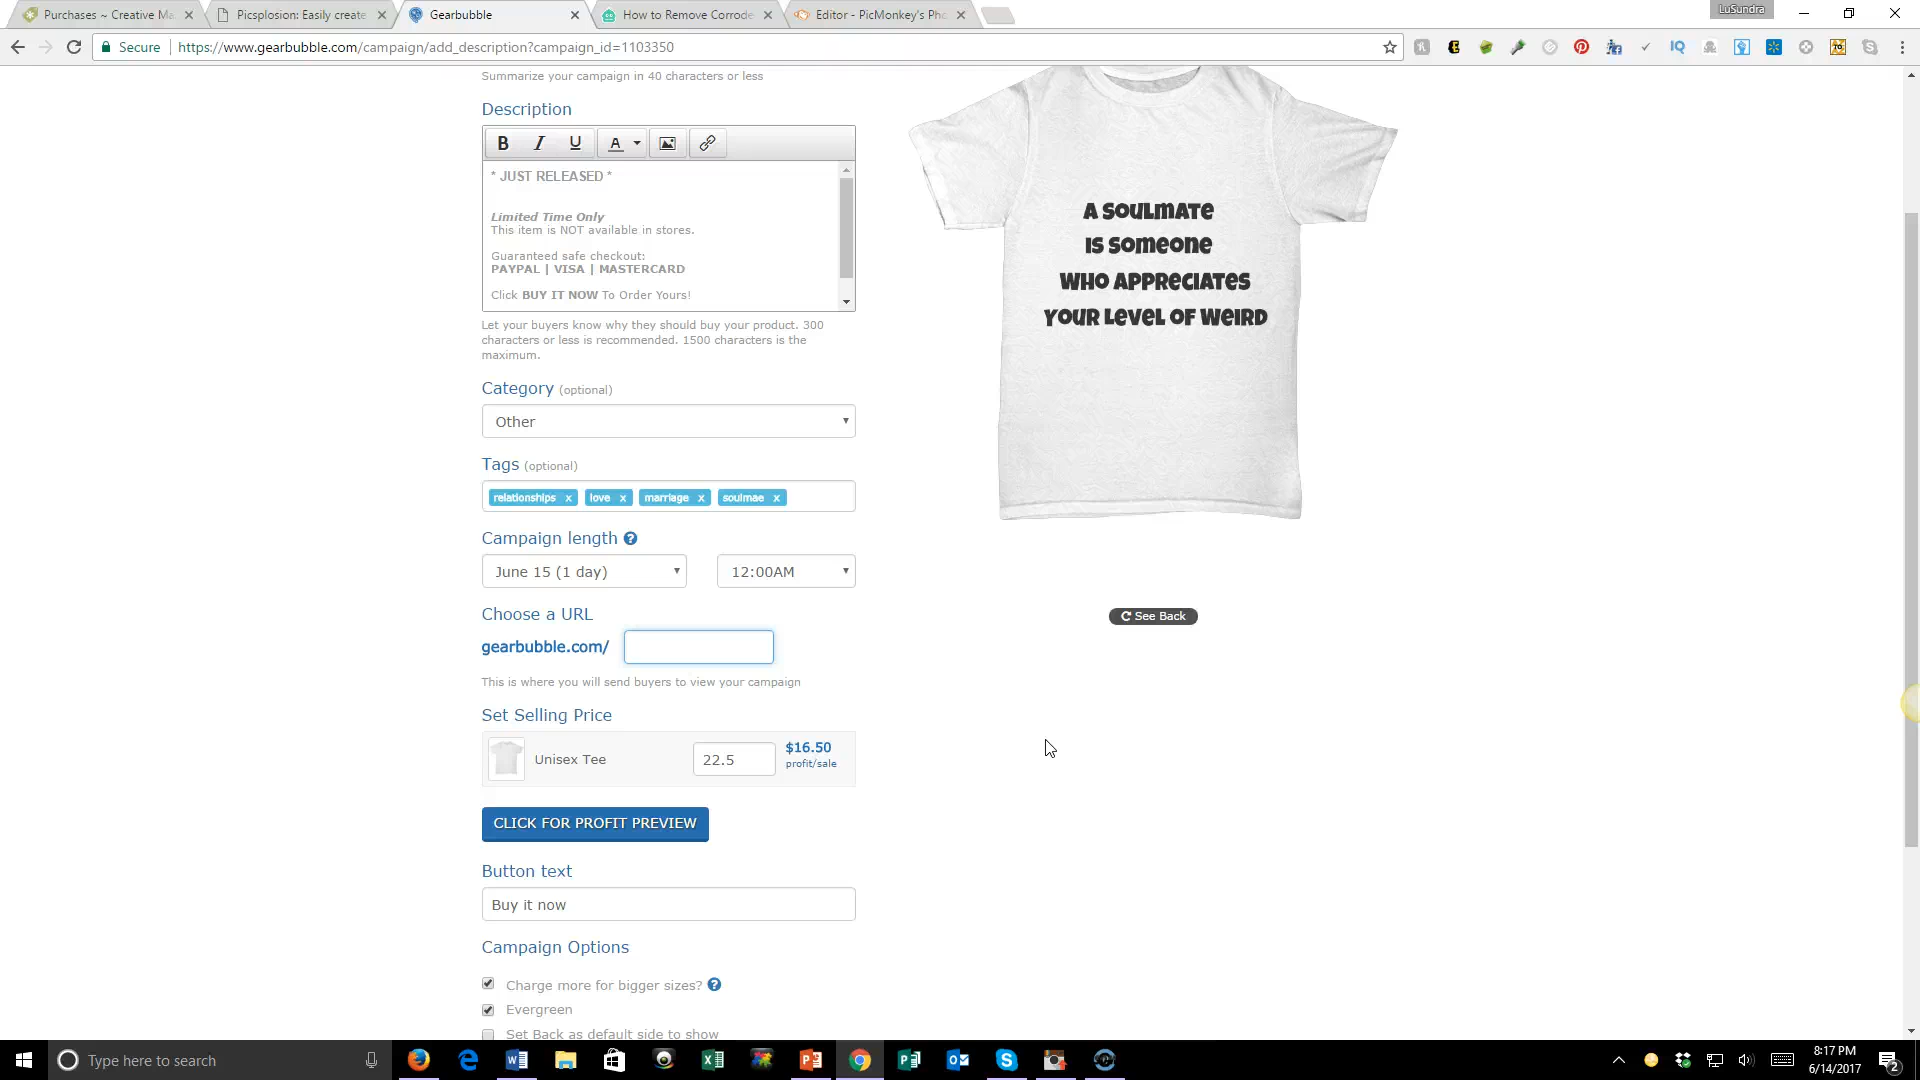 Purchases ~ Creative Ma
Picsplosion: Easily create
Gearbubble
How to Remove Corrode
Editor - PicMonkey's Pho
LuSundra
Secure
https://www.gearbubble.com/campaign/add_description?campaign_id=1103350
Summarize your campaign in 40 characters or less
Description
B I U A
* JUST RELEASED *
Limited Time Only
This item is NOT available in stores.
Guaranteed safe checkout:
PAYPAL | VISA | MASTERCARD
Click BUY IT NOW To Order Yours!
Let your buyers know why they should buy your product. 300
characters or less is recommended. 1500 characters is the
maximum.
Category (optional)
Other
Tags (optional)
relationships x love x marriage x soulmae x
Campaign length ?
June 15 (1 day) 12:00AM
Choose a URL
gearbubble.com/
This is where you will send buyers to view your campaign
Set Selling Price
Unisex Tee 22.5 $16.50
profit/sale
CLICK FOR PROFIT PREVIEW
Button text
Buy it now
Campaign Options
Charge more for bigger sizes? ?
Evergreen
Set Back as default side to show
A Soulmate
Is Someone
Who Appreciates
Your Level of Weird
See Back
Type here to search
8:17 PM
6/14/2017
2